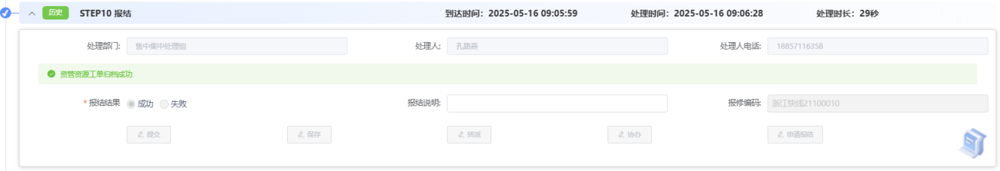 历史 STEP10 报结 到达时间：2025-05-16 09:05:59 处理时间：2025-05-16 09:06:28 处理时长：29秒
处理部门: 售中集中处理组 处理人: 孔路燕 处理人电话: 18857116358
资管资源工单归档成功
* 报结结果 成功 失败 报结说明: 报修编码: 浙江快线21100010
提交 保存 转派 协办 申请报结